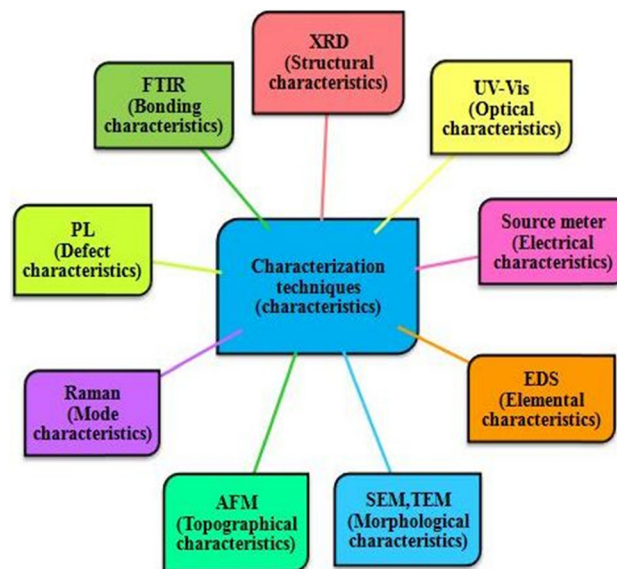 XRD
(Structural
characteristics)
FTIR
(Bonding
characteristics)
UV-Vis
(Optical
characteristics)
PL
(Defect
characteristics)
Characterization
techniques
(characteristics)
Source meter
(Electrical
characteristics)
Raman
(Mode
characteristics)
EDS
(Elemental
characteristics)
AFM
(Topographical
characteristics)
SEM,TEM
(Morphological
characteristics)